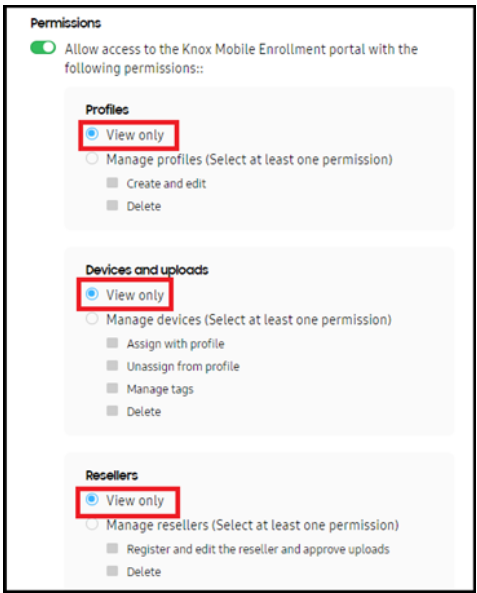 Permissions
Allow access to the Knox Mobile Enrollment portal with the
following permissions::
Profiles
View only
Manage profiles (Select at least one permission)
Create and edit
Delete
Devices and uploads
View only
Manage devices (Select at least one permission)
Assign with profile
Unassign from profile
Manage tags
Delete
Resellers
View only
Manage resellers (Select at least one permission)
Register and edit the reseller and approve uploads
Delete